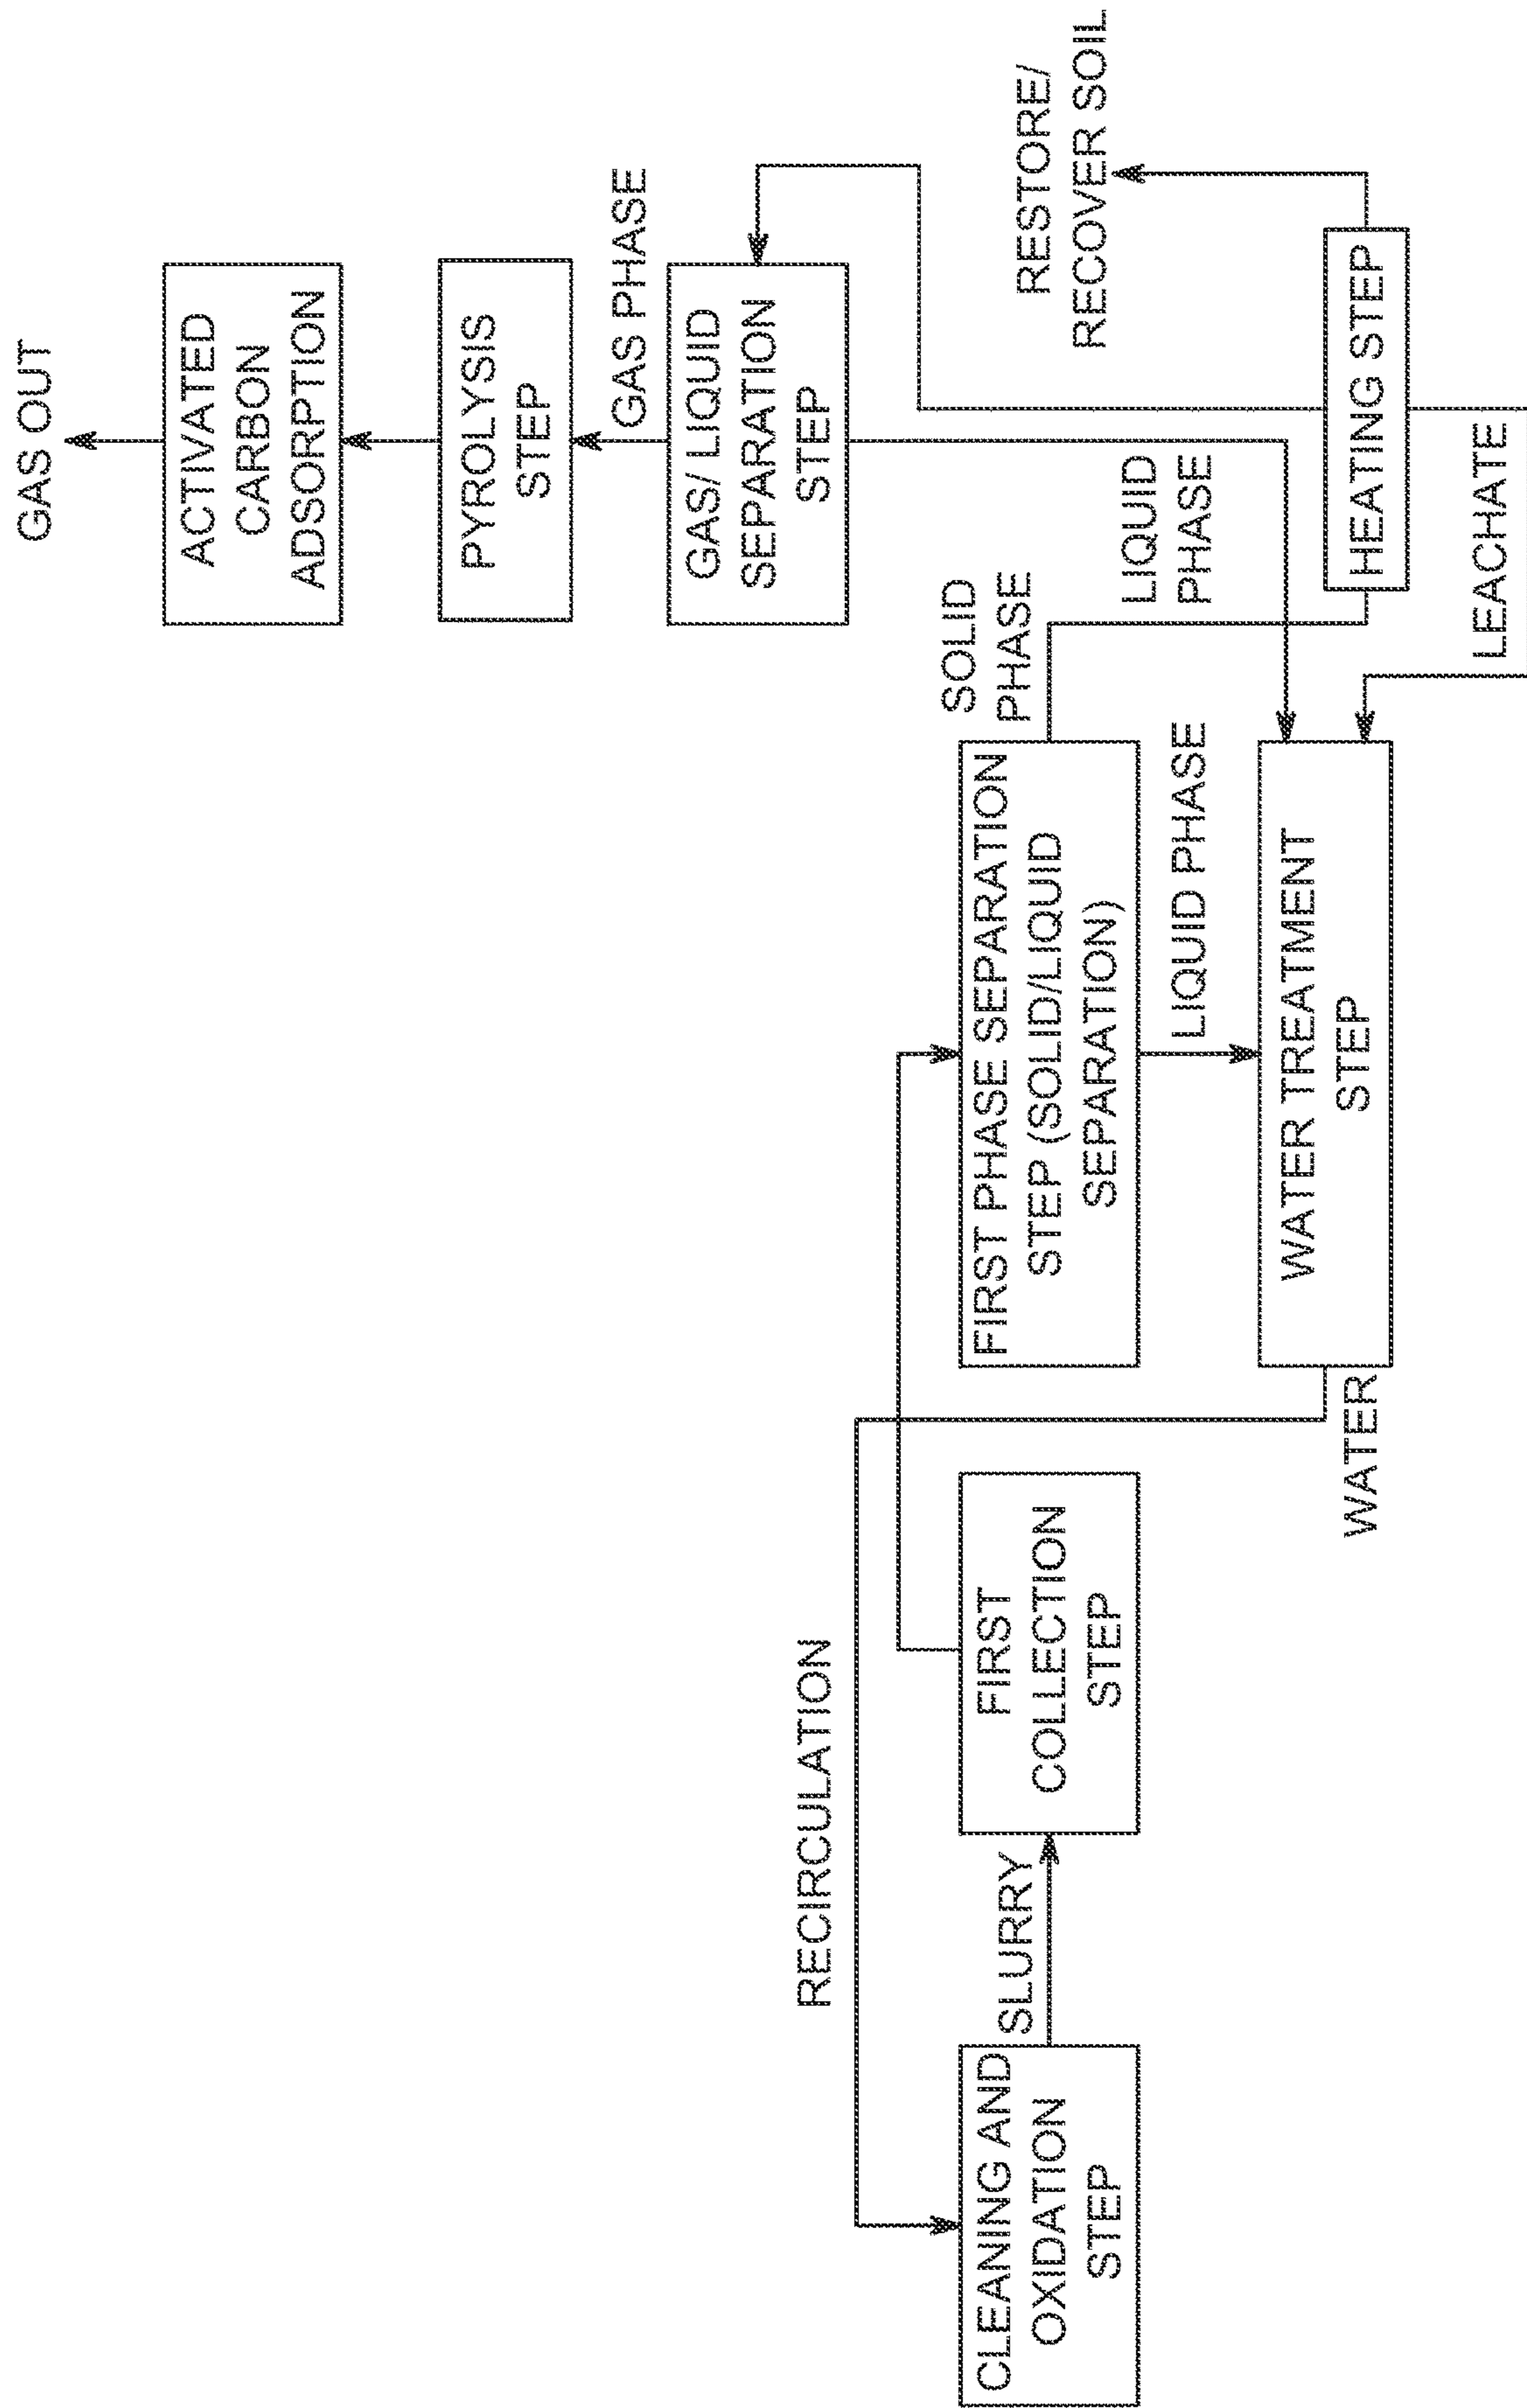 GAS OUT
ACTIVATED
CARBON
ADSORPTION
PYROLYSIS
STEP
GAS PHASE
GAS/ LIQUID
SEPARATION
STEP
RECIRCULATION
CLEANING AND
OXIDATION
STEP
SLURRY
FIRST
COLLECTION
STEP
FIRST PHASE SEPARATION
STEP (SOLID/LIQUID
SEPARATION)
SOLID
PHASE
LIQUID PHASE
LIQUID
PHASE
RESTORE/
RECOVER SOIL
WATER
WATER TREATMENT
STEP
HEATING STEP
LEACHATE